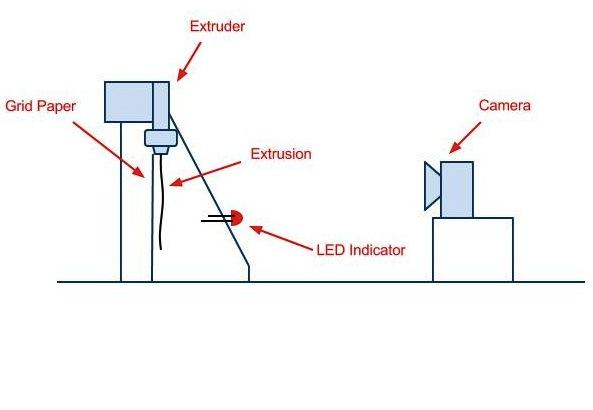 Extruder
Grid Paper
Camera
Extrusion
LED Indicator